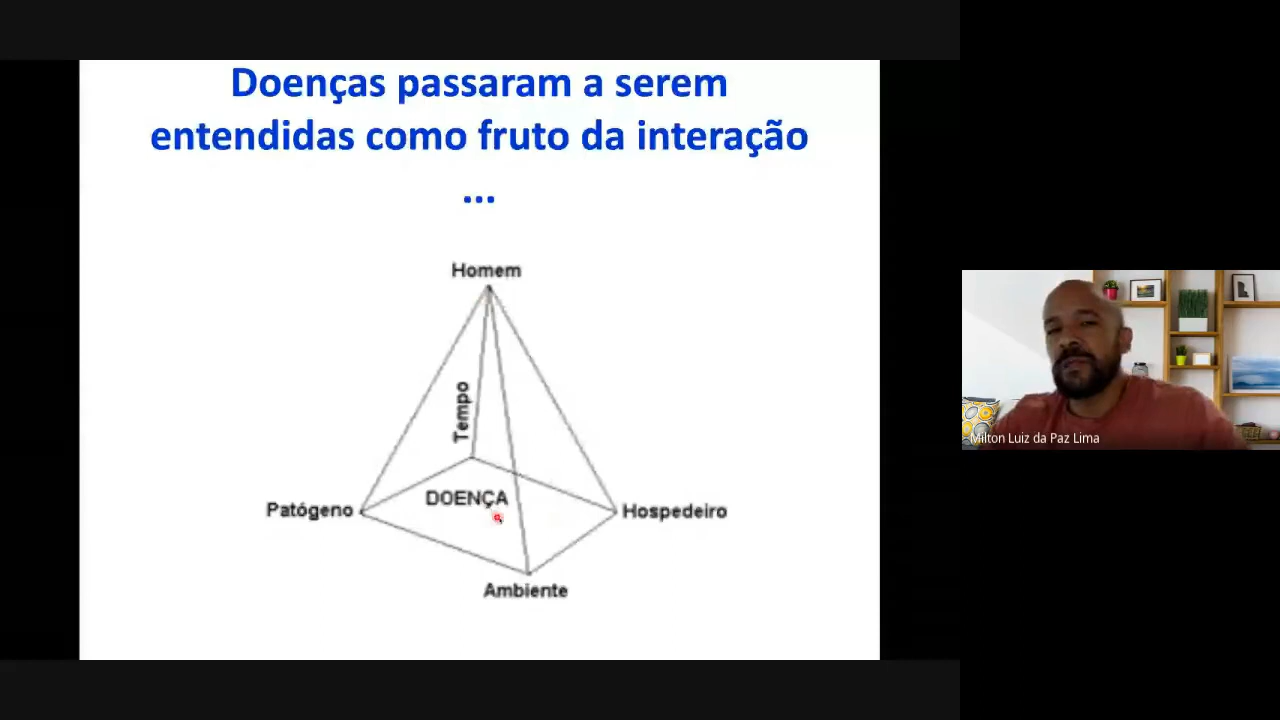 Doenças passaram a serem
entendidas como fruto da interação
...
Homem
Tempo
DOENÇA
Patógeno
Hospedeiro
Ambiente
Milton Luiz da Paz Lima